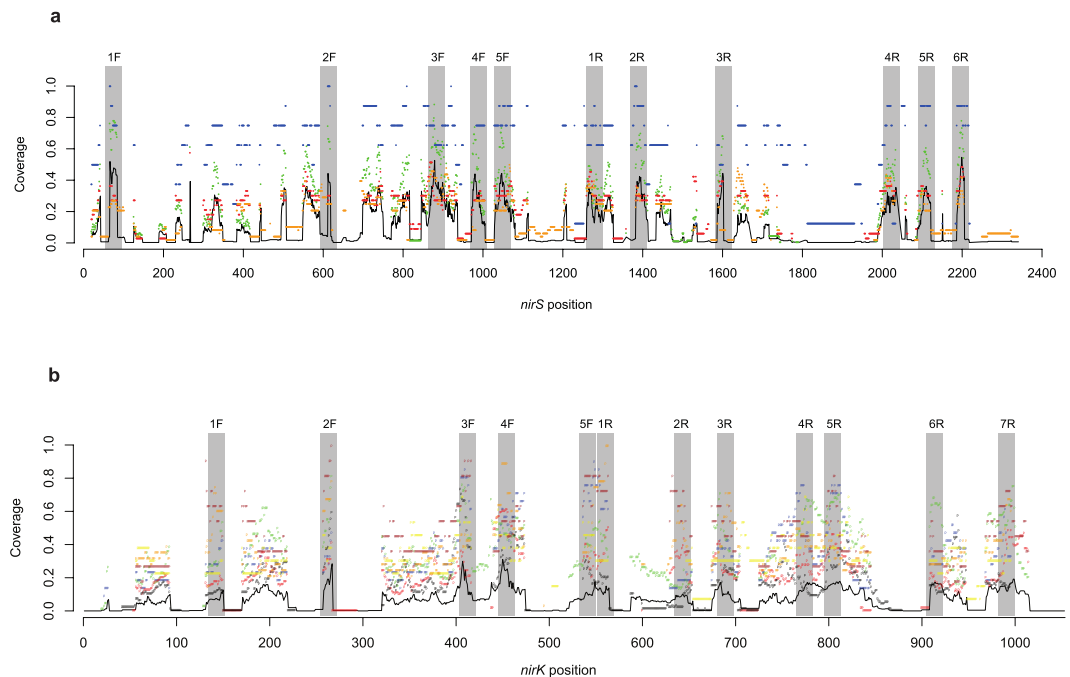 a
1F 2F 3F 4F 5F 1R 2R 3R 4R 5R 6R
Coverage
1.0
0.8
0.6
0.4
0.2
0.0
0 200 400 600 800 1000 1200 1400 1600 1800 2000 2200 2400
nirS position
b
1F 2F 3F 4F 5F 1R 2R 3R 4R 5R 6R 7R
Coverage
1.0
0.8
0.6
0.4
0.2
0.0
0 100 200 300 400 500 600 700 800 900 1000
nirK position